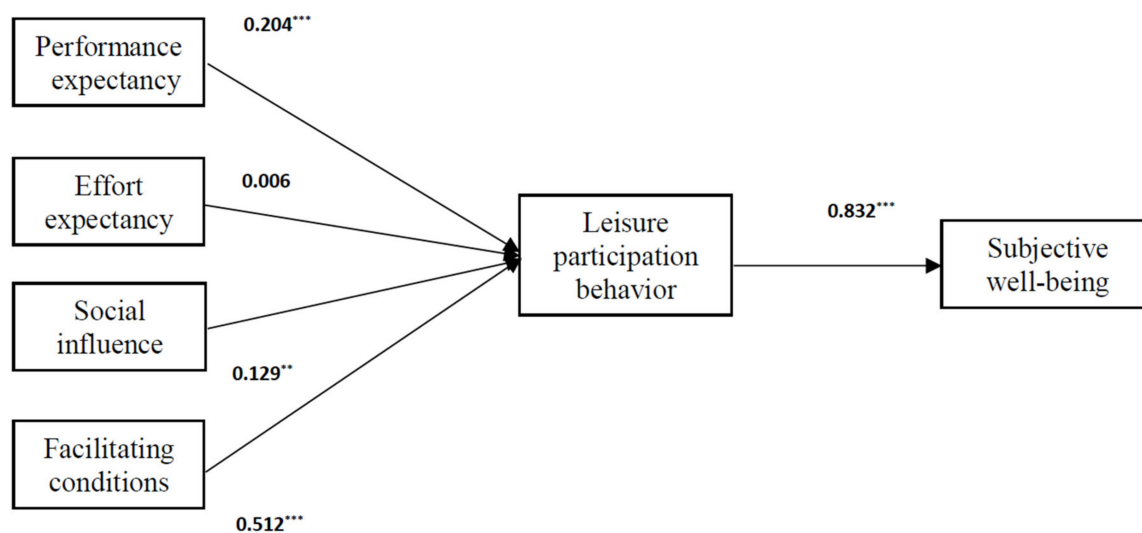 0.204***
Performance
expectancy
Effort
expectancy
0.006
Social
influence
0.129**
Facilitating
conditions
0.512***
Leisure
participation
behavior
0.832***
Subjective
well-being